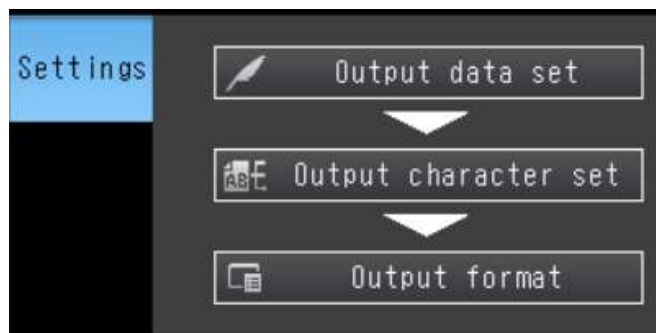 Settings
Output data set
Output character set
Output format